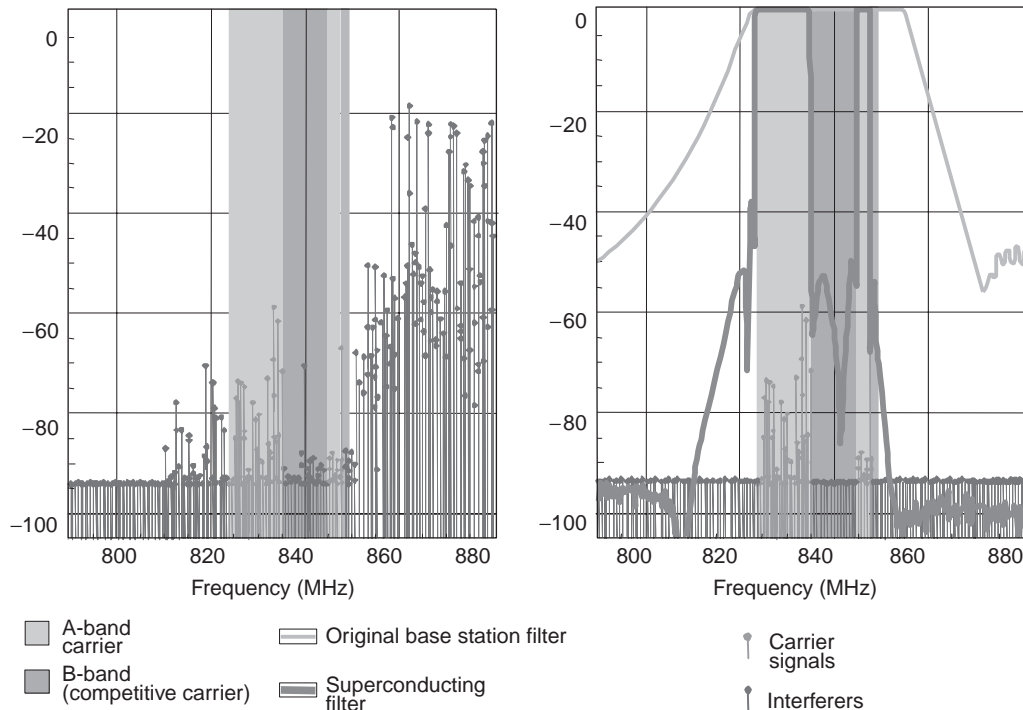 0
−20
−40
−60
−80
−100
800 820 840 860 880
Frequency (MHz)
0
−20
−40
−60
−80
−100
800 820 840 860 880
Frequency (MHz)
A-band
carrier
B-band
(competitive carrier)
Original base station filter
Superconducting
filter
Carrier
signals
Interferers